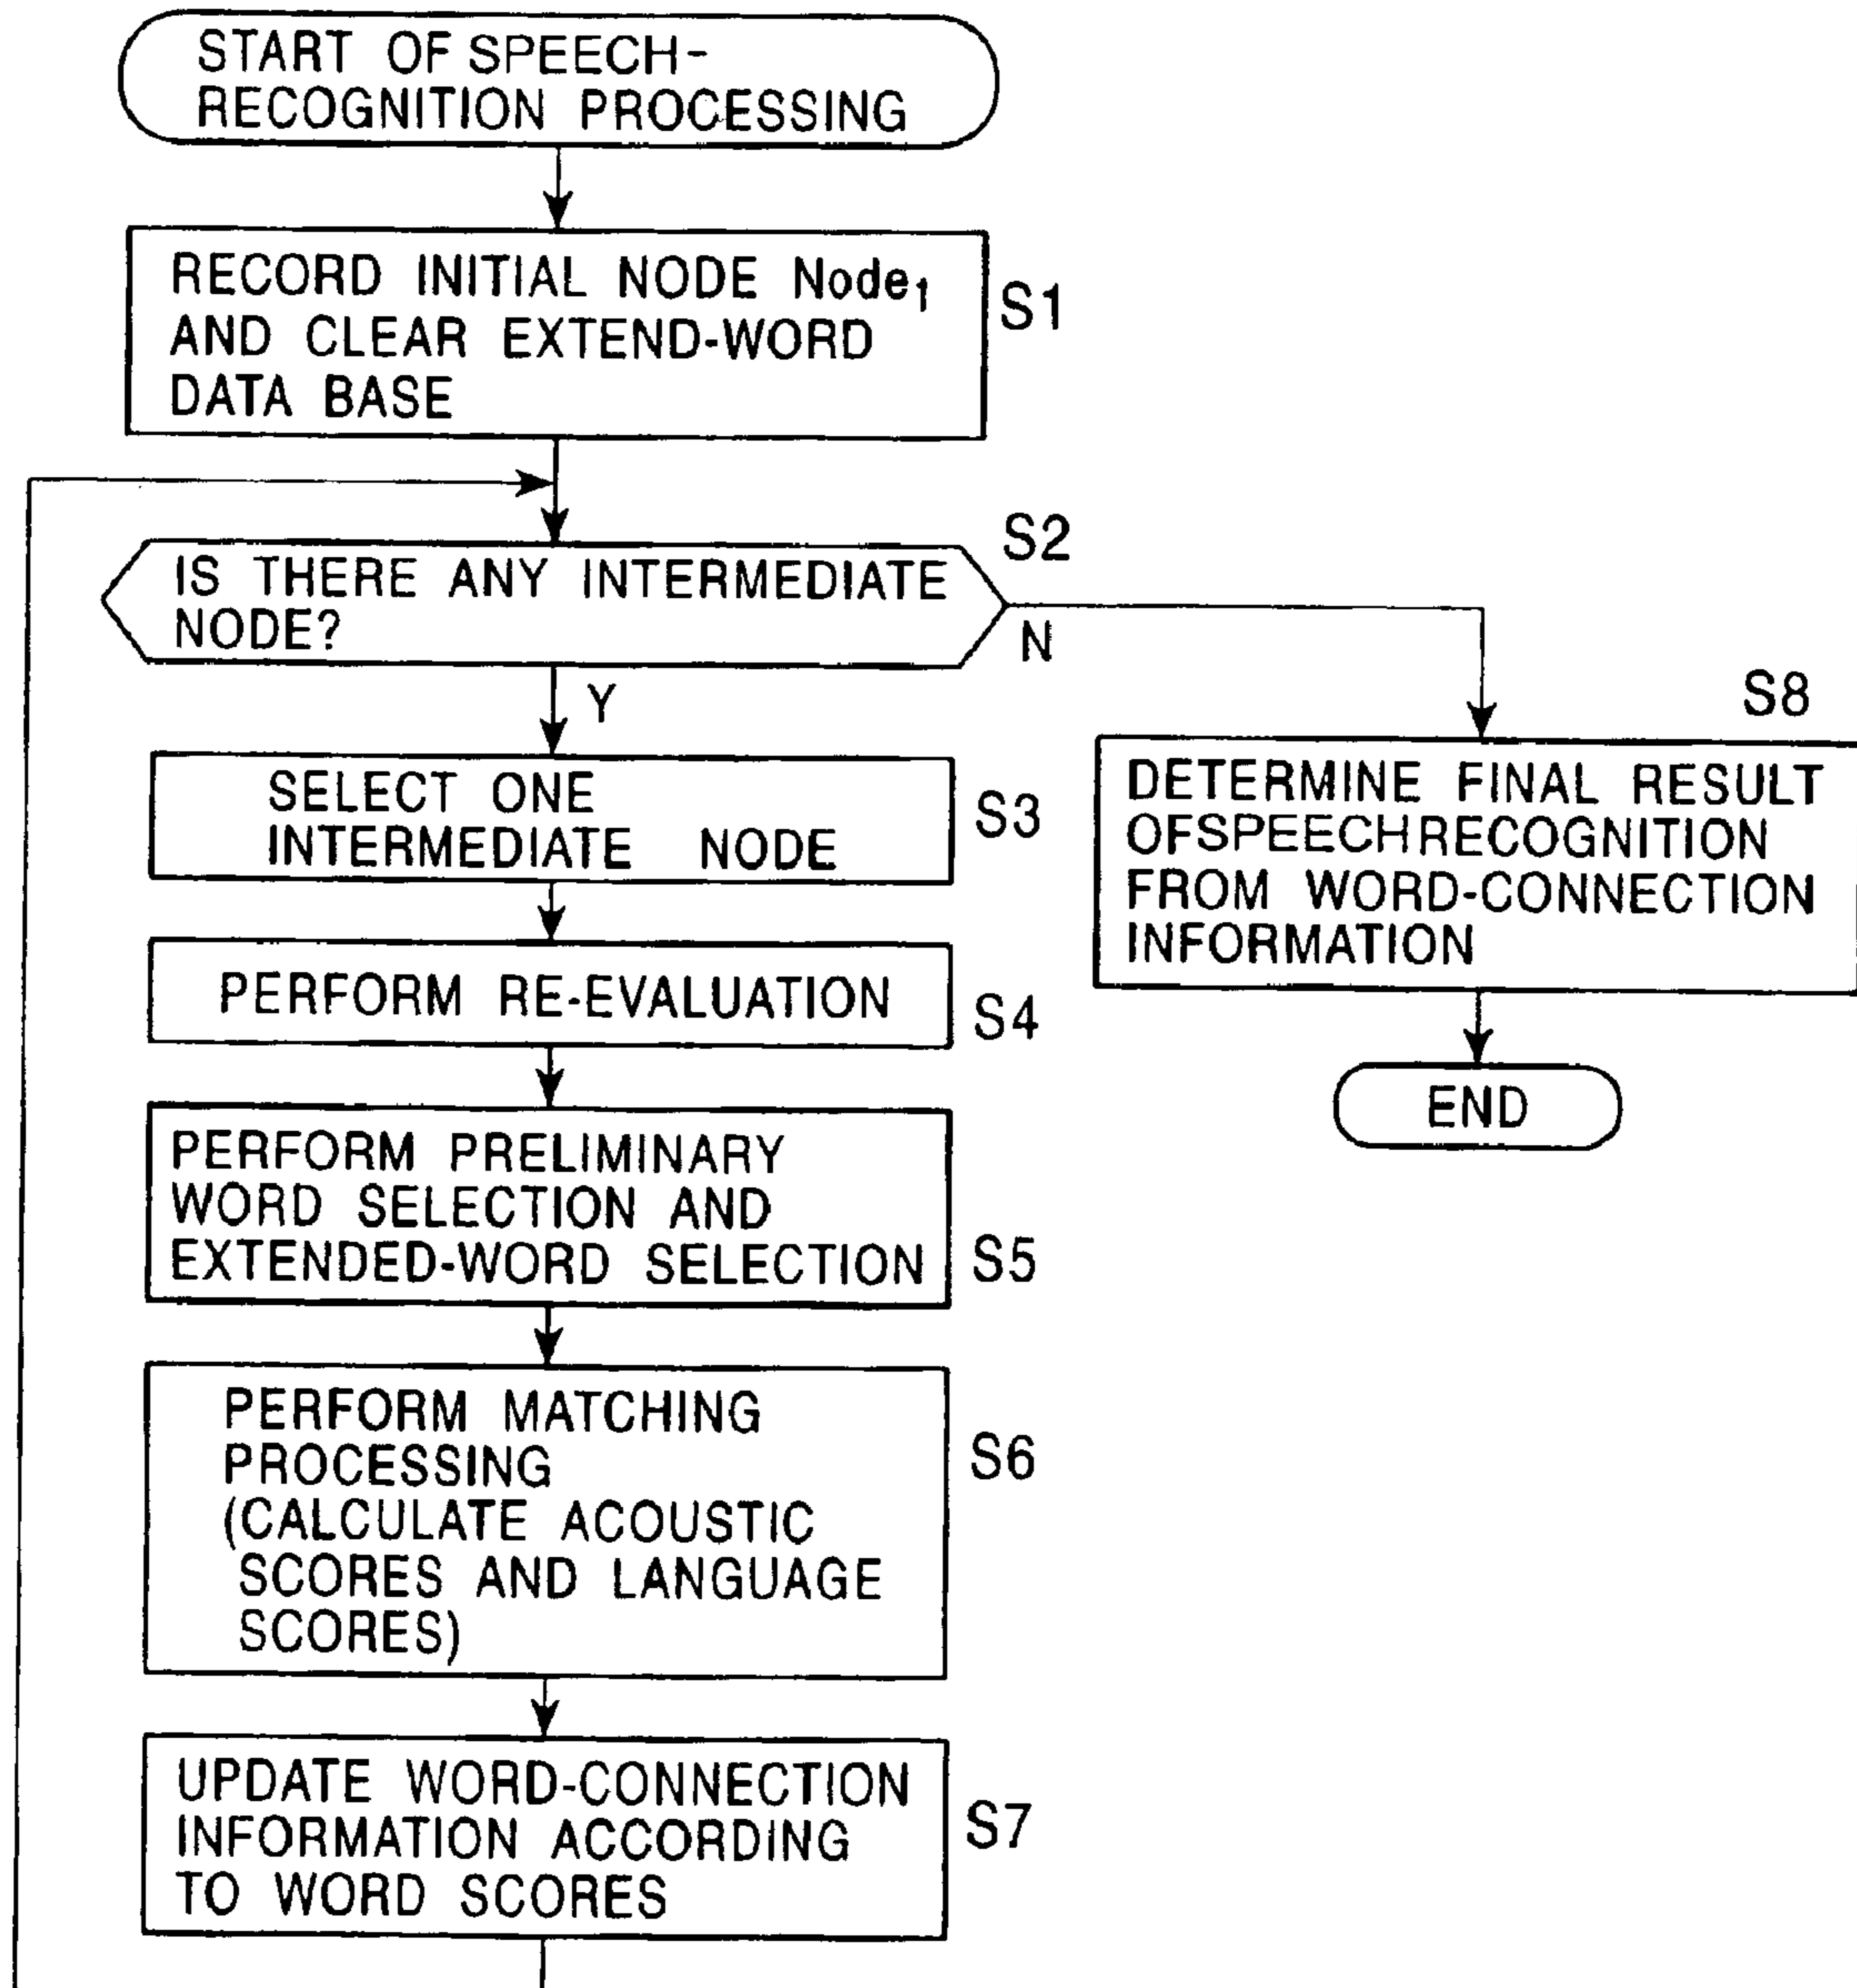 START OF SPEECH-
RECOGNITION PROCESSING
RECORD INITIAL NODE Node₁
AND CLEAR EXTEND-WORD
DATA BASE
S1
S2
IS THERE ANY INTERMEDIATE
NODE?
N
Y
S8
SELECT ONE
INTERMEDIATE NODE
S3
DETERMINE FINAL RESULT
OF SPEECH RECOGNITION
FROM WORD-CONNECTION
INFORMATION
PERFORM RE-EVALUATION
S4
END
PERFORM PRELIMINARY
WORD SELECTION AND
EXTENDED-WORD SELECTION
S5
PERFORM MATCHING
PROCESSING
(CALCULATE ACOUSTIC
SCORES AND LANGUAGE
SCORES)
S6
UPDATE WORD-CONNECTION
INFORMATION ACCORDING
TO WORD SCORES
S7